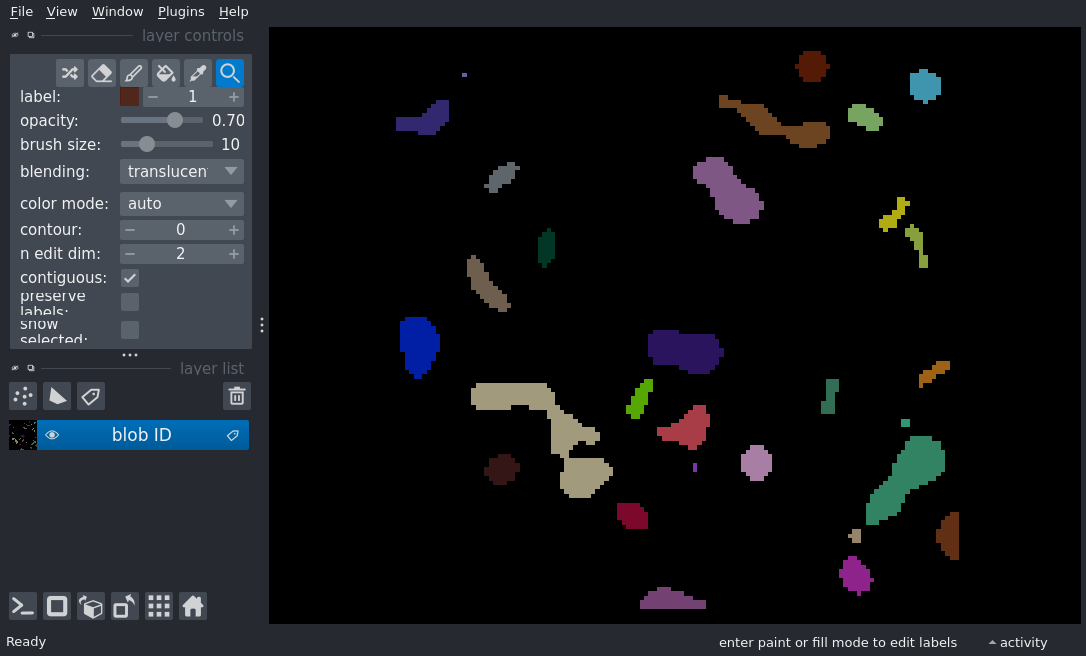 File View Window Plugins Help
layer controls
label: 1
opacity: 0.70
brush size: 10
blending: translucen
color mode: auto
contour: 0
n edit dim: 2
contiguous:
preserve
labels:
show
selected:
layer list
blob ID
Ready enter paint or fill mode to edit labels activity